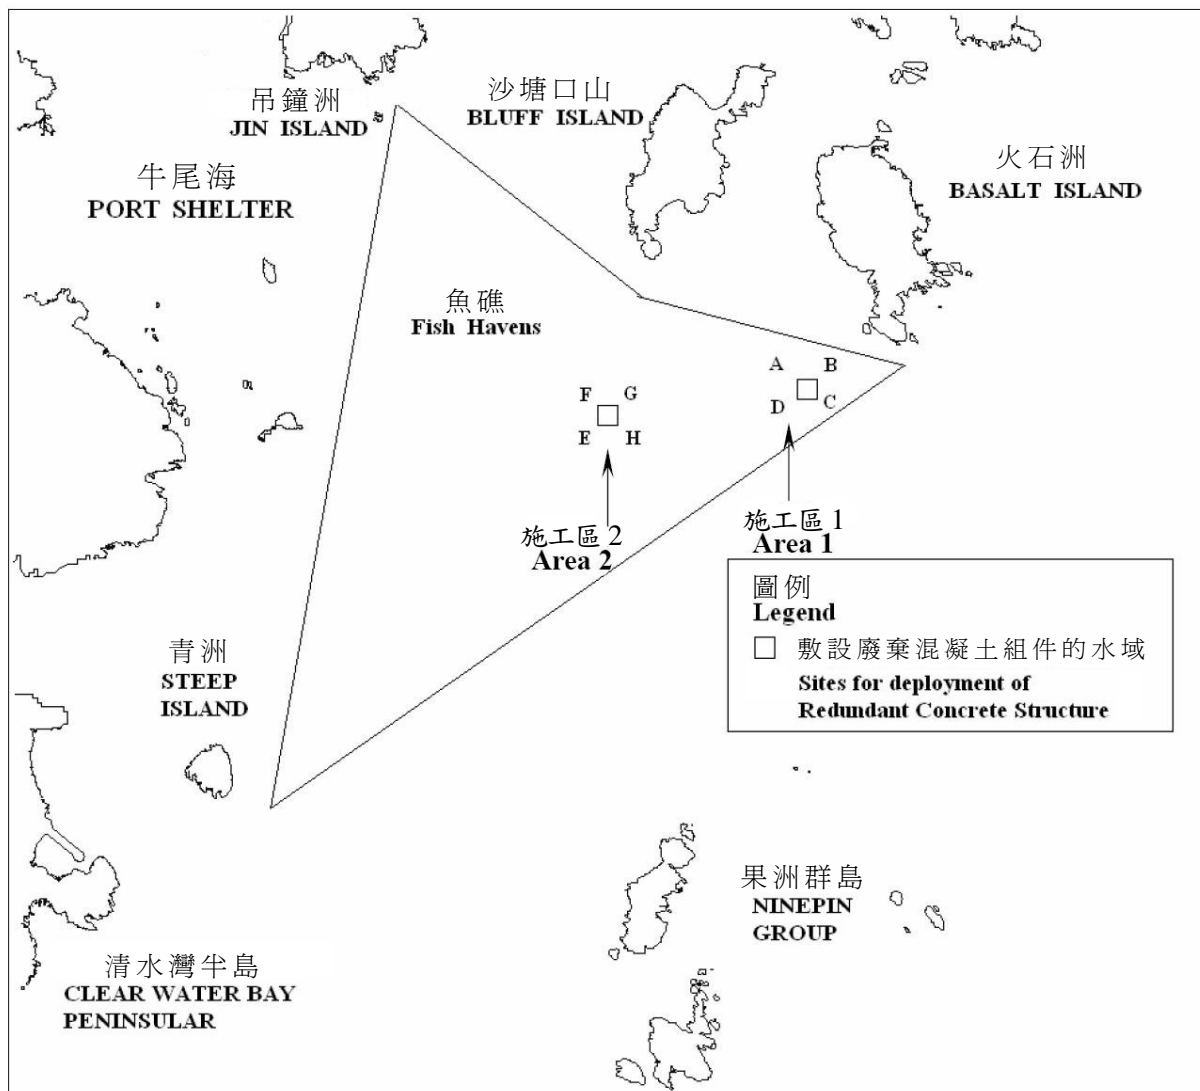 吊鐘洲
JIN ISLAND
沙塘口山
BLUFF ISLAND
火石洲
BASALT ISLAND
牛尾海
PORT SHELTER
魚礁
Fish Havens
A B
D C
F G
E H
施工區 1
Area 1
施工區 2
Area 2
圖例
Legend
敷設廢棄混凝土組件的水域
Sites for deployment of
Redundant Concrete Structure
青洲
STEEP
ISLAND
果洲群島
NINEPIN
GROUP
清水灣半島
CLEAR WATER BAY
PENINSULAR